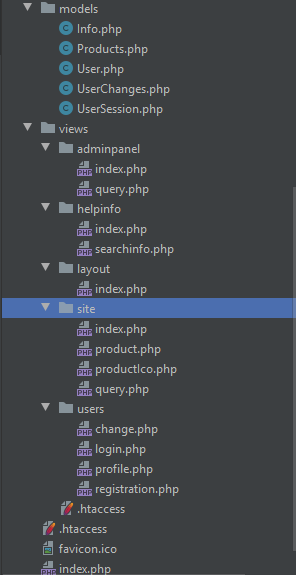 models
Info.php
Products.php
User.php
UserChanges.php
UserSession.php
views
adminpanel
index.php
query.php
helpinfo
index.php
searchinfo.php
layout
index.php
site
index.php
product.php
productIco.php
query.php
users
change.php
login.php
profile.php
registration.php
.htaccess
.htaccess
favicon.ico
index.php